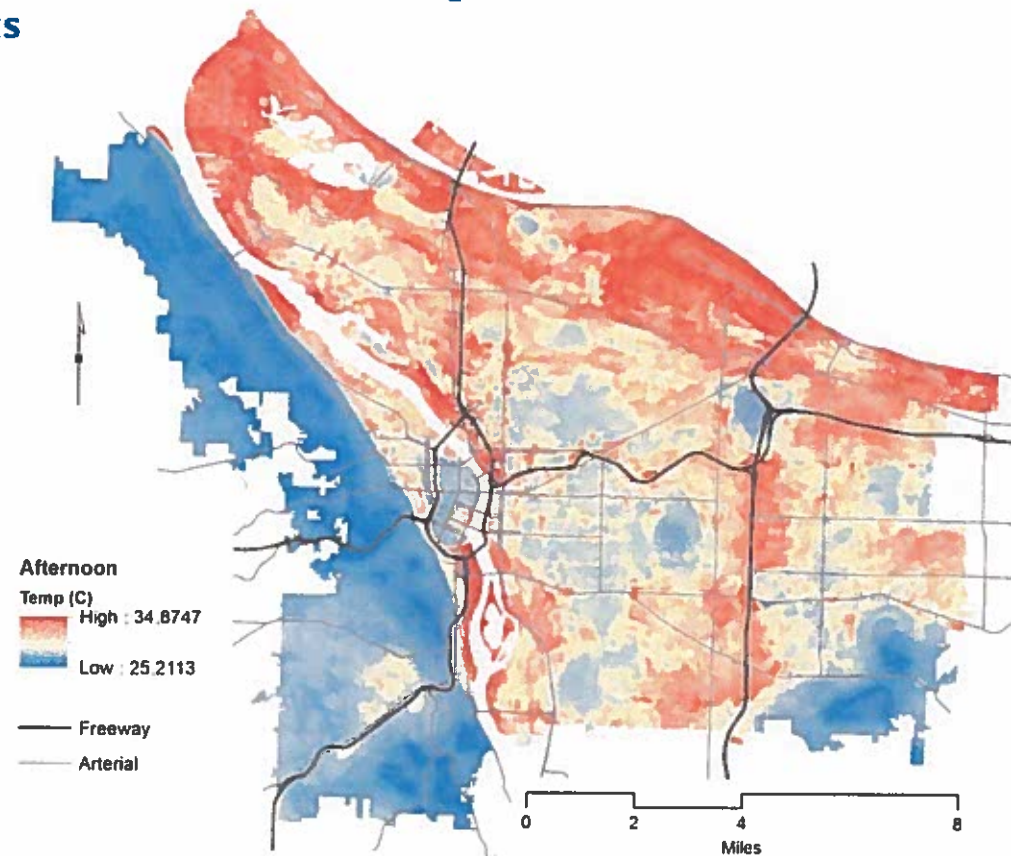 Afternoon
Temp (C)
High : 34.8747
Low : 25.2113
Freeway
Arterial
0 2 4 8
Miles